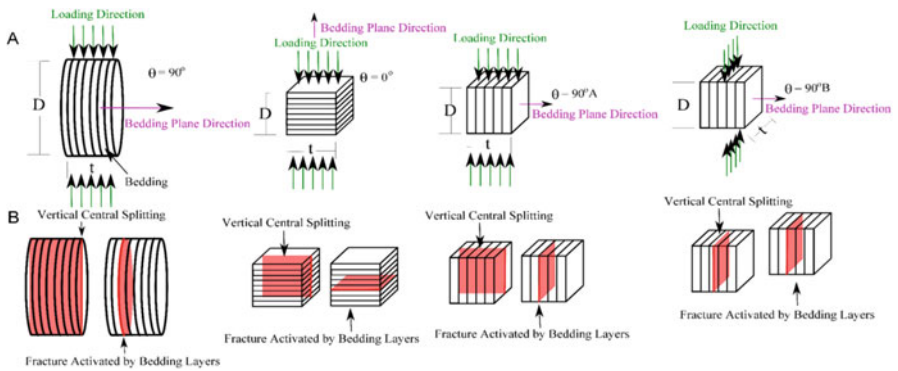 A
Loading Direction
D
θ = 90°
Bedding Plane Direction
t
Bedding
Bedding Plane Direction
Loading Direction
θ = 0°
D
t
Loading Direction
D
θ – 90°A
Bedding Plane Direction
t
Loading Direction
D
θ – 90°B
Bedding Plane Direction
t
B
Vertical Central Splitting
Fracture Activated by Bedding Layers
Vertical Central Splitting
Fracture Activated by Bedding Layers
Vertical Central Splitting
Fracture Activated by Bedding Layers
Vertical Central Splitting
Fracture Activated by Bedding Layers